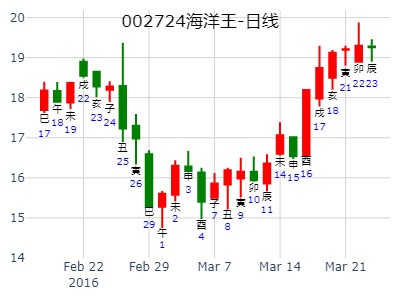 002724海洋王-日线
20
19
18
17
16
15
14
巳
17
午
18
未
19
戌
22
亥
23
子
24
丑
25
寅
26
巳
29
午
1
未
2
申
3
酉
4
子
7
丑
8
寅
9
卯
10
辰
11
未
14
申
15
酉
16
戌
17
亥
18
寅
21
卯
22
辰
23
Feb 22
2016
Feb 29
Mar 7
Mar 14
Mar 21